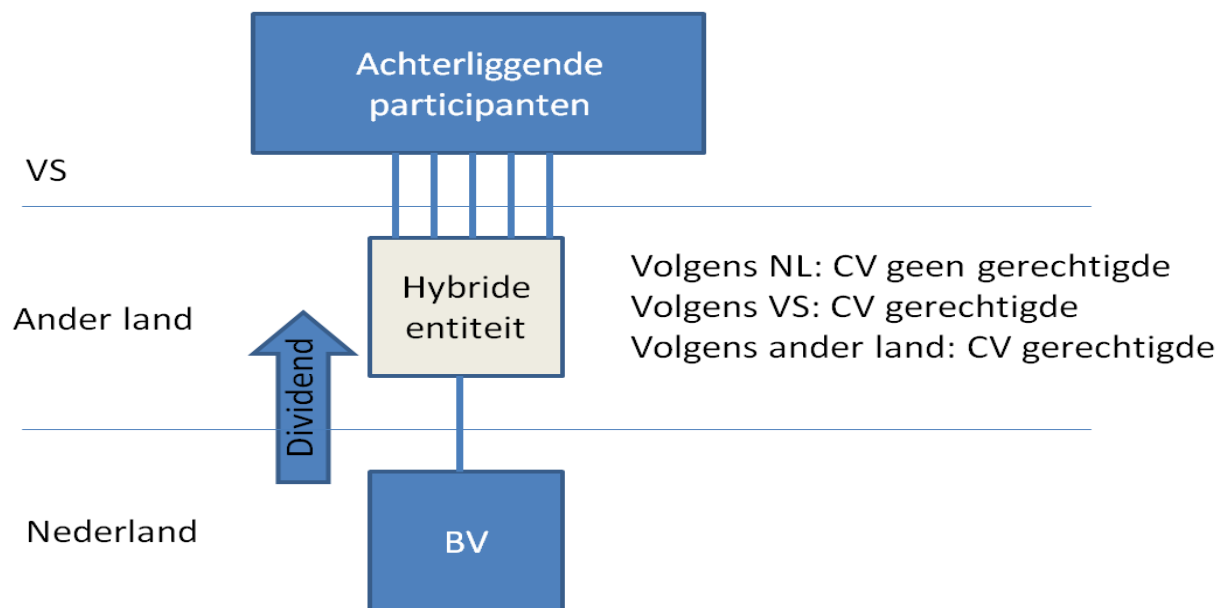 Achterliggende
participanten
VS
Hybride
entiteit
Volgens NL: CV geen gerechtigde
Volgens VS: CV gerechtigde
Volgens ander land: CV gerechtigde
Ander land
Dividend
Nederland
BV